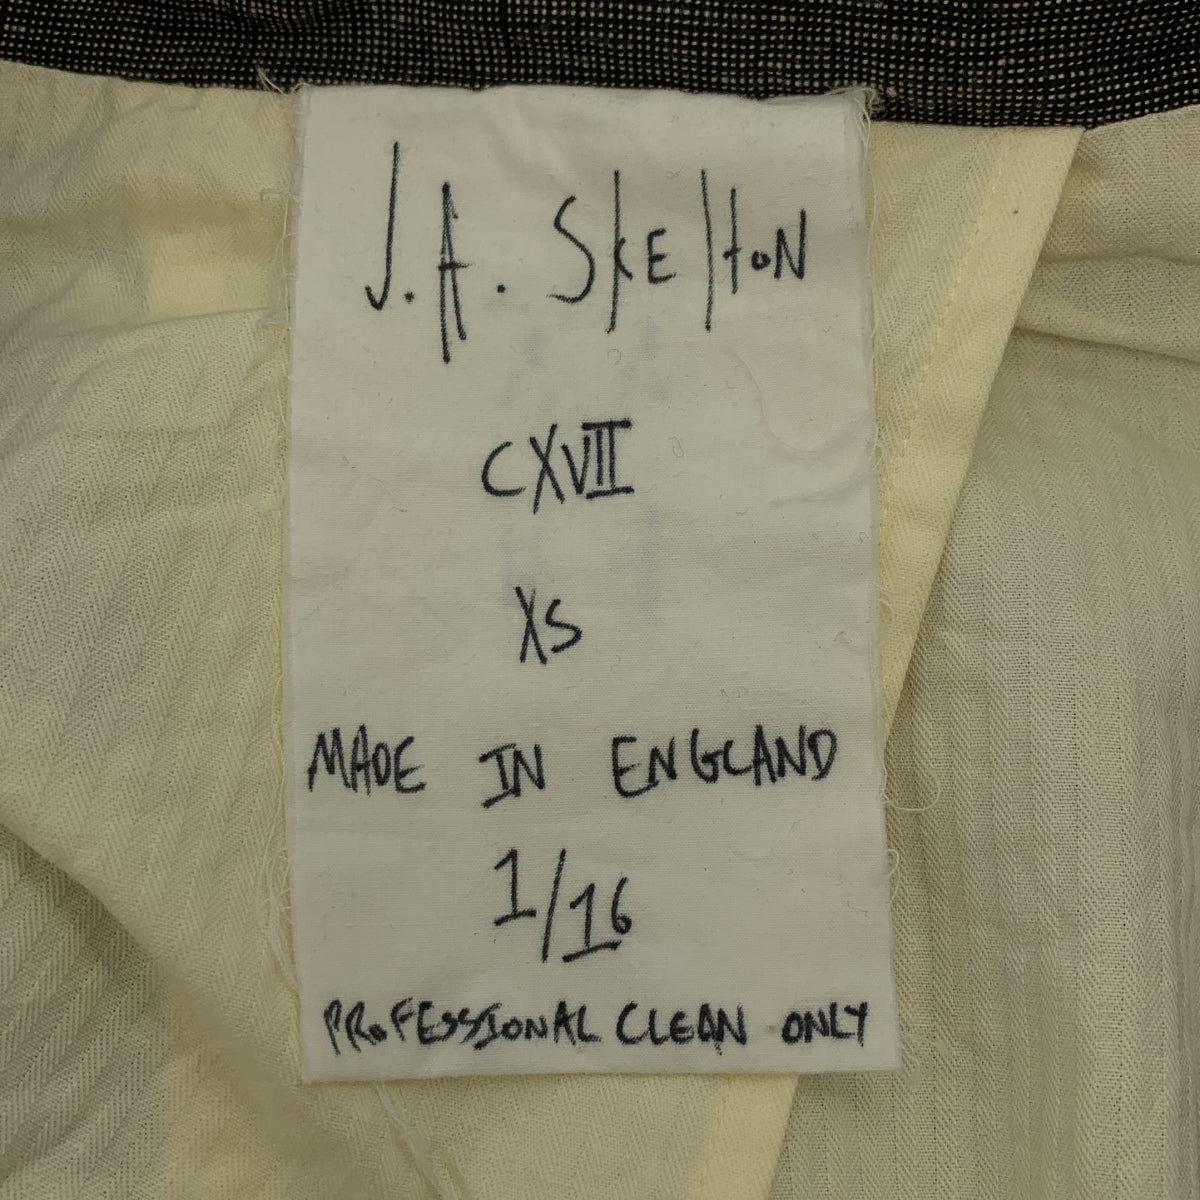 J.A. SKElTON
CXVII
XS
MADE IN ENGLAND
1/16
PROFESSIONAL CLEAN ONLY